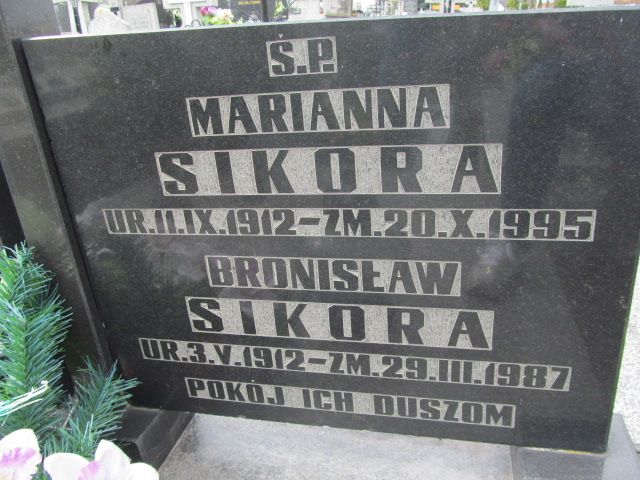 Ś.P.
MARIANNA
SIKORA
UR.11.IX.1912-ZM.20.X.1995
BRONISŁAW
SIKORA
UR.3.V.1912-ZM.29.III.1987
POKÓJ ICH DUSZOM